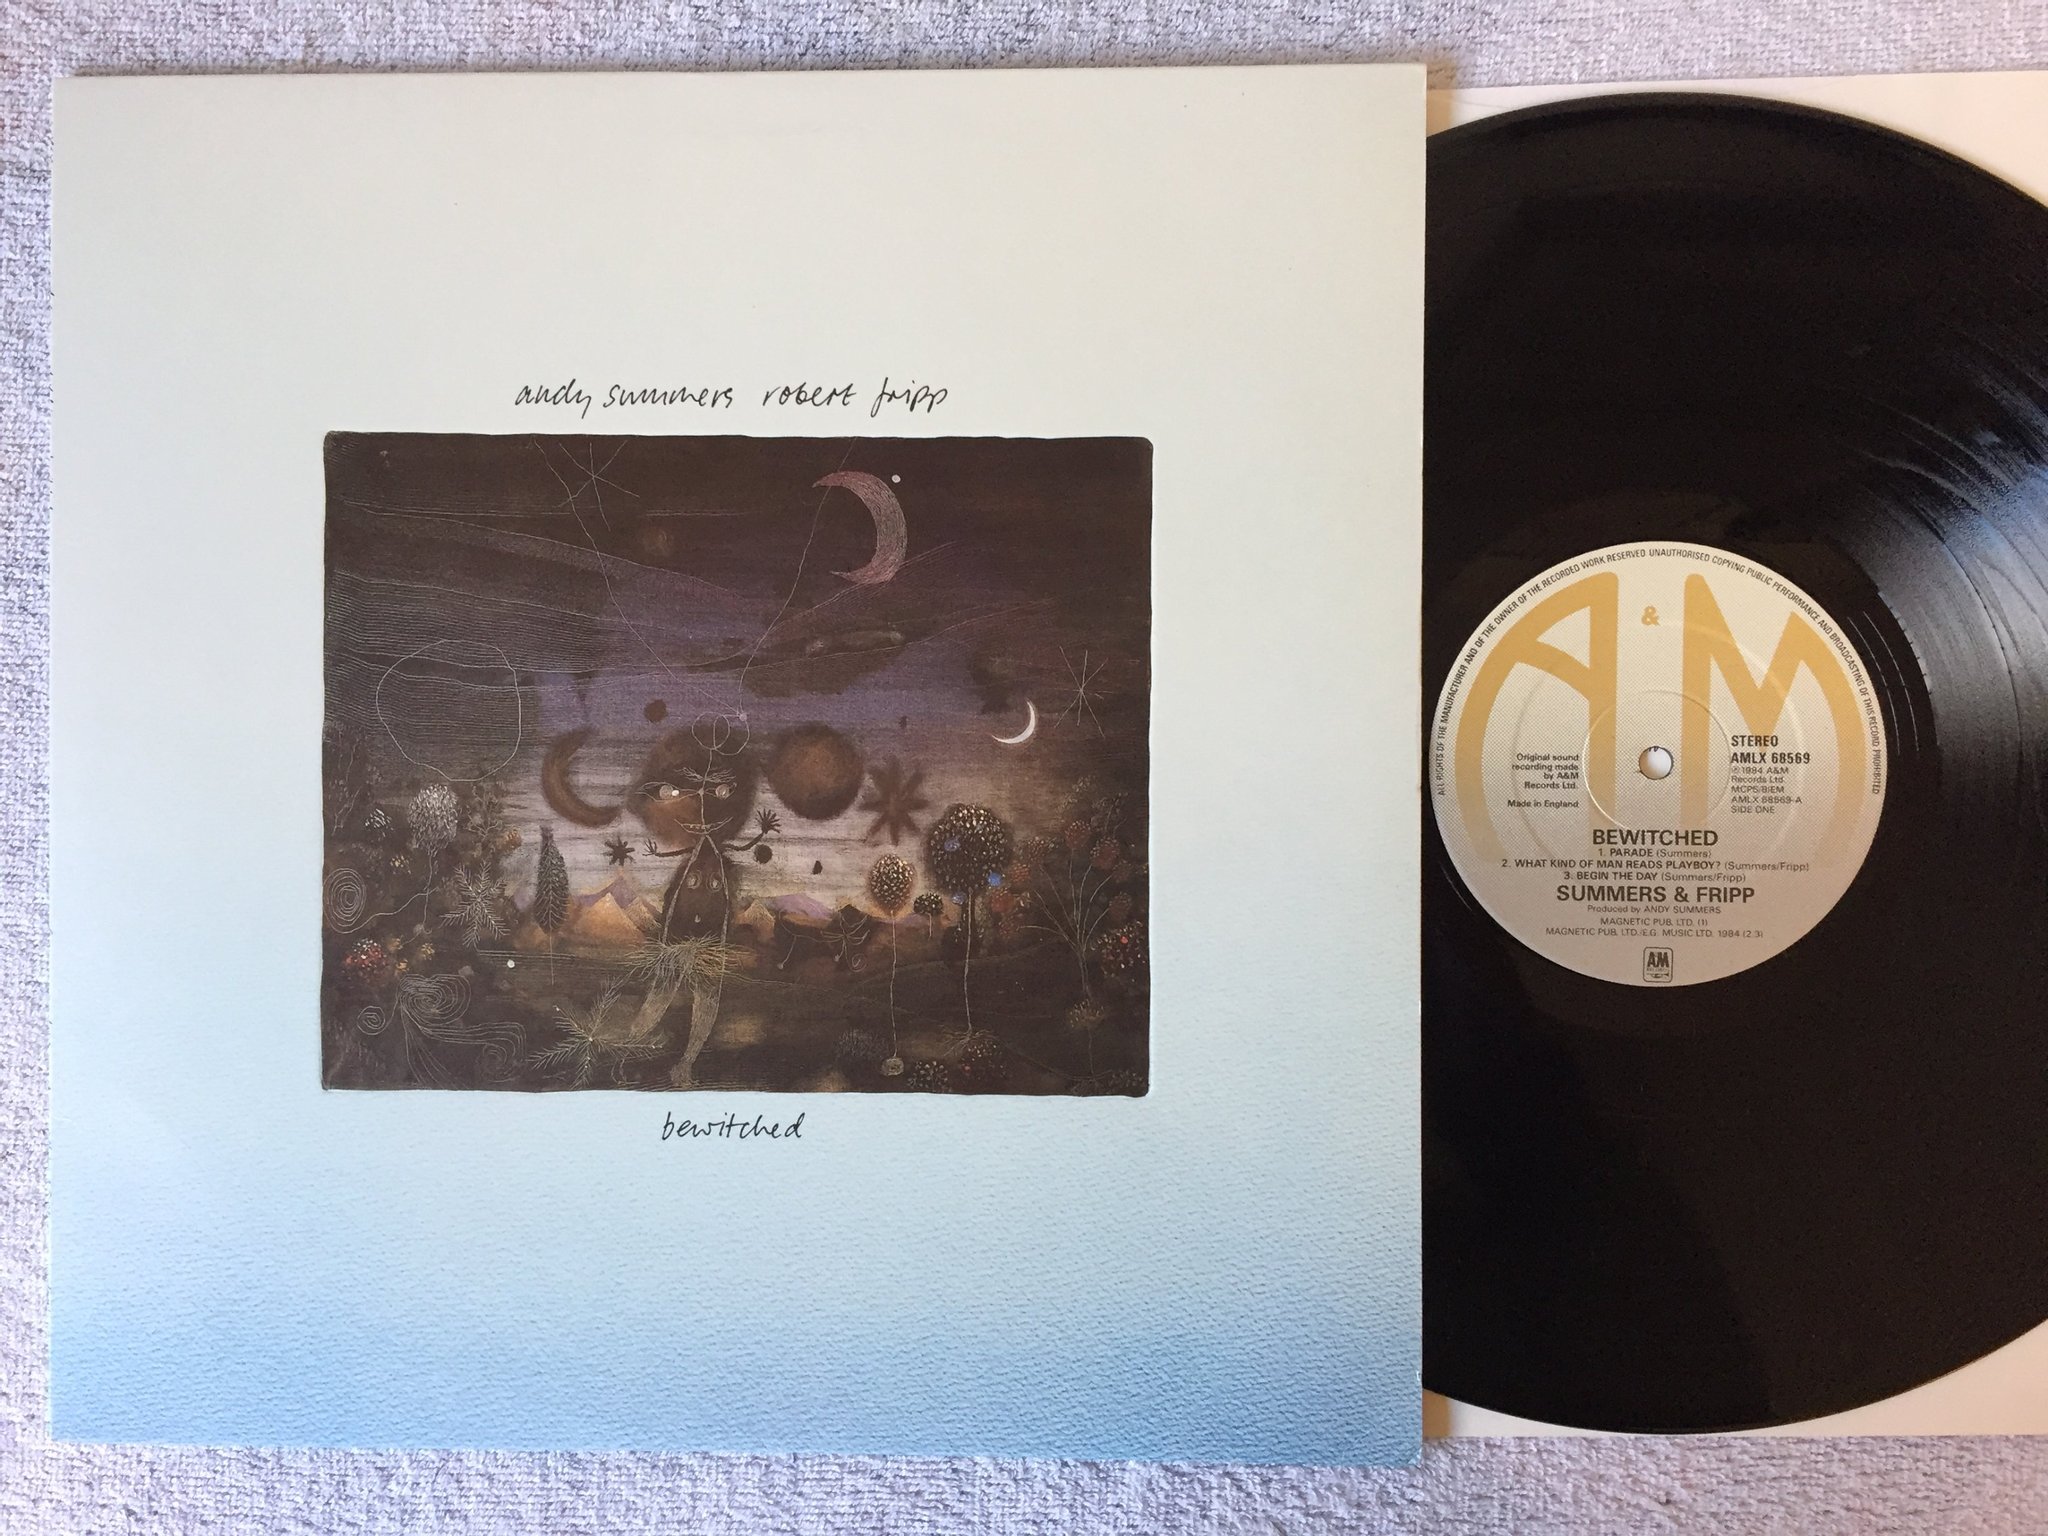 andy summers robert fripp
bewitched
ALL RIGHTS OF THE MANUFACTURER AND OF THE OWNER OF THE RECORDED WORK RESERVED UNAUTHORISED COPYING PUBLIC PERFORMANCE AND BROADCASTING OF THIS RECORD PROHIBITED
A&M
Original sound
recording made
by A&M
Records Ltd.
Made in England
STEREO
AMLX 68569
℗ 1984 A&M
Records Ltd.
MCPS/BIEM
AMLX 68569-A
SIDE ONE
BEWITCHED
1. PARADE (Summers)
2. WHAT KIND OF MAN READS PLAYBOY? (Summers/Fripp)
3. BEGIN THE DAY (Summers/Fripp)
SUMMERS & FRIPP
Produced by ANDY SUMMERS
MAGNETIC PUB. LTD. (1)
MAGNETIC PUB. LTD./E.G. MUSIC LTD. 1984 (2.3)
AM